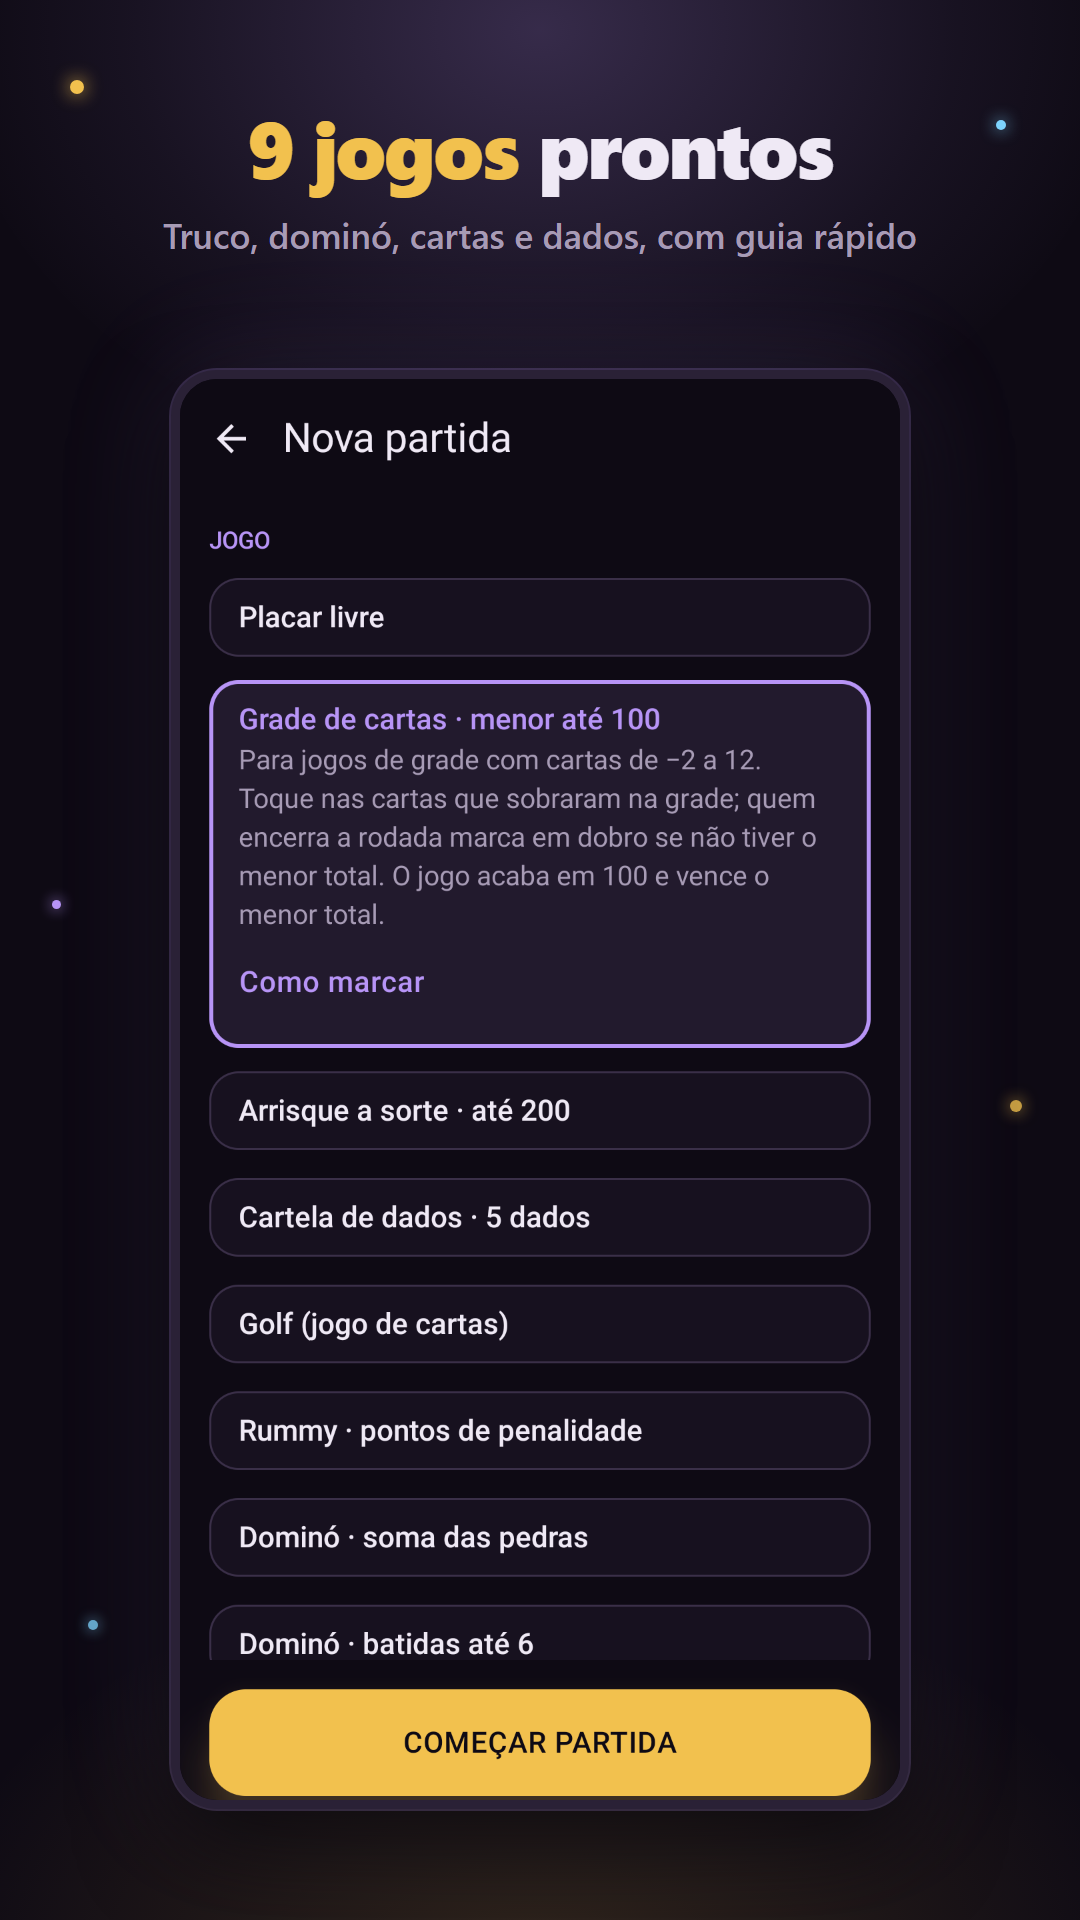 9 jogos prontos
Truco, dominó, cartas e dados, com guia rápido
Nova partida
JOGO
Placar livre
Grade de cartas · menor até 100
Para jogos de grade com cartas de −2 a 12.
Toque nas cartas que sobraram na grade; quem
encerra a rodada marca em dobro se não tiver o
menor total. O jogo acaba em 100 e vence o
menor total.
Como marcar
Arrisque a sorte · até 200
Cartela de dados · 5 dados
Golf (jogo de cartas)
Rummy · pontos de penalidade
Dominó · soma das pedras
Dominó · batidas até 6
COMEÇAR PARTIDA